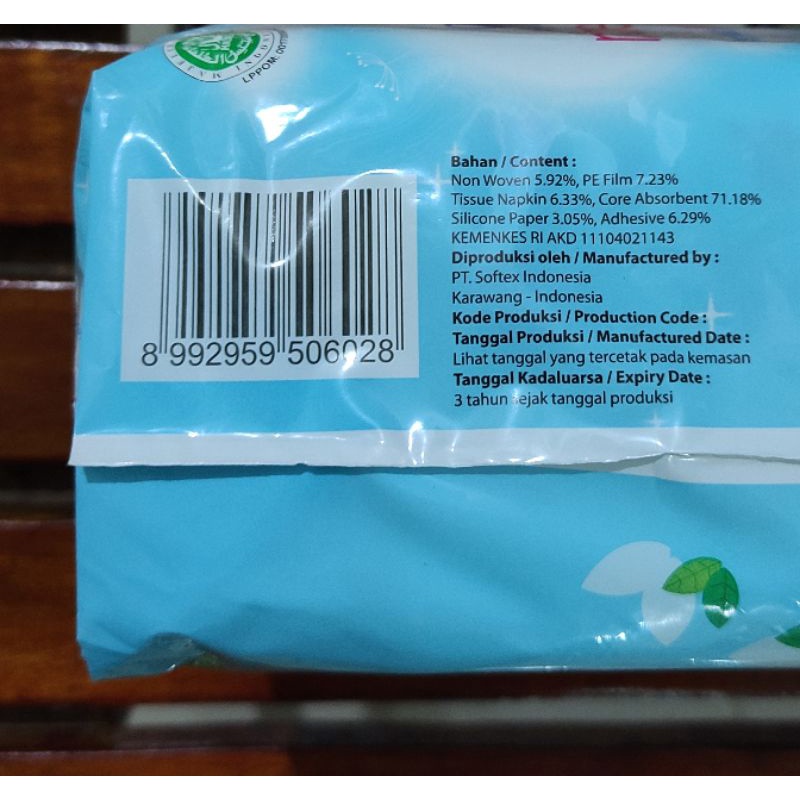 LPPOM
Bahan / Content :
Non Woven 5.92%, PE Film 7.23%
Tissue Napkin 6.33%, Core Absorbent 71.18%
Silicone Paper 3.05%, Adhesive 6.29%
KEMENKES RI AKD 11104021143
Diproduksi oleh / Manufactured by :
PT. Softex Indonesia
Karawang - Indonesia
Kode Produksi / Production Code :
Tanggal Produksi / Manufactured Date :
Lihat tanggal yang tercetak pada kemasan
Tanggal Kadaluarsa / Expiry Date :
3 tahun sejak tanggal produksi
8 992959 506028